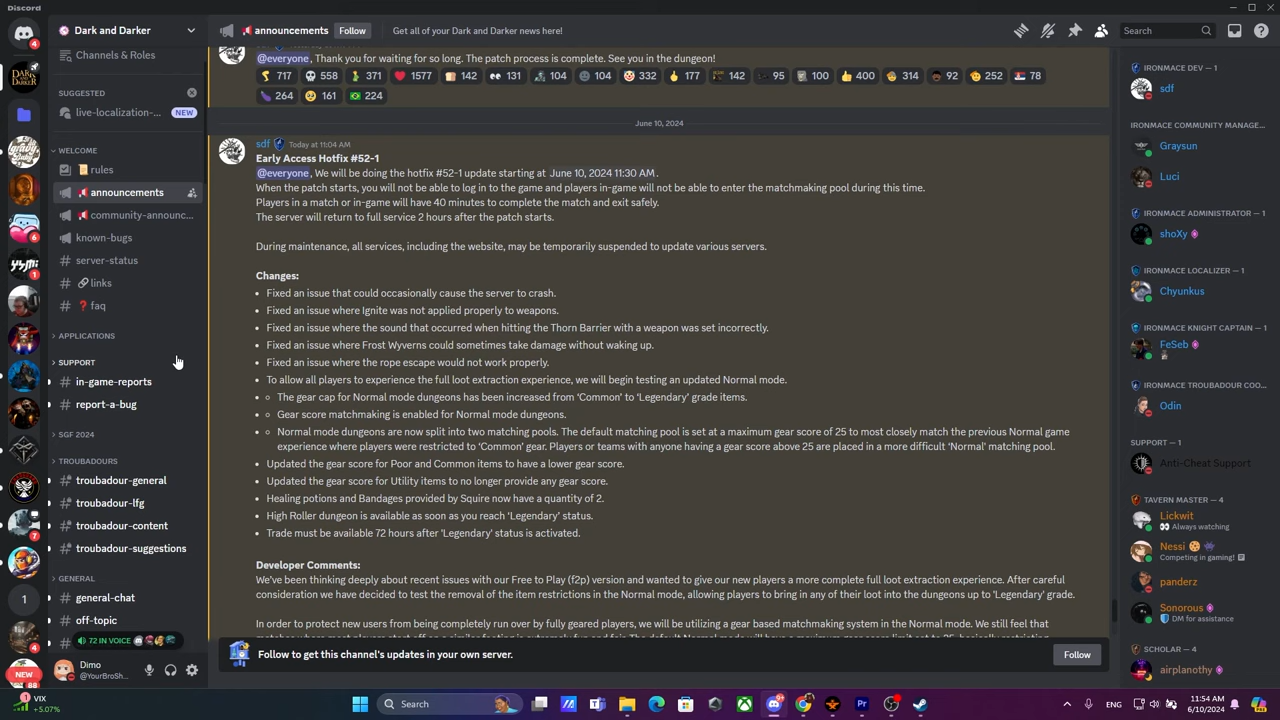 Discord
Dark and Darker
announcements
Follow
Get all of your Dark and Darker news here!
Search
Channels & Roles
SUGGESTED
live-localization-...
NEW
WELCOME
rules
announcements
community-announc...
known-bugs
server-status
links
faq
APPLICATIONS
SUPPORT
in-game-reports
report-a-bug
SGF 2024
TROUBADOURS
troubadour-general
troubadour-lfg
troubadour-content
troubadour-suggestions
GENERAL
general-chat
off-topic
72 IN VOICE
Dimo
@YourBroSh...
4
6
1
7
1
4
NEW
88
@everyone, Thank you for waiting for so long. The patch process is complete. See you in the dungeon!
717 558 371 1577 142 131 104 104 332 177 142 95 100 400 314 92 252 78
264 161 224
June 10, 2024
sdf Today at 11:04 AM
Early Access Hotfix #52-1
@everyone, We will be doing the hotfix #52-1 update starting at June 10, 2024 11:30 AM.
When the patch starts, you will not be able to log in to the game and players in-game will not be able to enter the matchmaking pool during this time.
Players in a match or in-game will have 40 minutes to complete the match and exit safely.
The server will return to full service 2 hours after the patch starts.
During maintenance, all services, including the website, may be temporarily suspended to update various servers.
Changes:
• Fixed an issue that could occasionally cause the server to crash.
• Fixed an issue where Ignite was not applied properly to weapons.
• Fixed an issue where the sound that occurred when hitting the Thorn Barrier with a weapon was set incorrectly.
• Fixed an issue where Frost Wyverns could sometimes take damage without waking up.
• Fixed an issue where the rope escape would not work properly.
• To allow all players to experience the full loot extraction experience, we will begin testing an updated Normal mode.
• ○ The gear cap for Normal mode dungeons has been increased from ‘Common’ to ‘Legendary’ grade items.
• ○ Gear score matchmaking is enabled for Normal mode dungeons.
• ○ Normal mode dungeons are now split into two matching pools. The default matching pool is set at a maximum gear score of 25 to most closely match the previous Normal game
experience where players were restricted to ‘Common’ gear. Players or teams with anyone having a gear score above 25 are placed in a more difficult ‘Normal’ matching pool.
• Updated the gear score for Poor and Common items to have a lower gear score.
• Updated the gear score for Utility items to no longer provide any gear score.
• Healing potions and Bandages provided by Squire now have a quantity of 2.
• High Roller dungeon is available as soon as you reach ‘Legendary’ status.
• Trade must be available 72 hours after ‘Legendary’ status is activated.
Developer Comments:
We've been thinking deeply about recent issues with our Free to Play (f2p) version and wanted to give our new players a more complete full loot extraction experience. After careful
consideration we have decided to test the removal of the item restrictions in the Normal mode, allowing players to bring in any of their loot into the dungeons up to ‘Legendary’ grade.
In order to protect new users from being completely run over by fully geared players, we will be utilizing a gear based matchmaking system in the Normal mode. We still feel that
Follow to get this channel's updates in your own server.
Follow
IRONMACE DEV — 1
sdf
IRONMACE COMMUNITY MANAGE...
Graysun
Luci
IRONMACE ADMINISTRATOR — 1
shoXy
IRONMACE LOCALIZER — 1
Chyunkus
IRONMACE KNIGHT CAPTAIN — 1
FeSeb
IRONMACE TROUBADOUR COO...
Odin
SUPPORT — 1
Anti-Cheat Support
TAVERN MASTER — 4
Lickwit
Always watching
Nessi
Competing in gaming!
panderz
Sonorous
DM for assistance
SCHOLAR — 4
airplanothy
VIX
+5.07%
1
Search
ENG
11:54 AM
6/10/2024